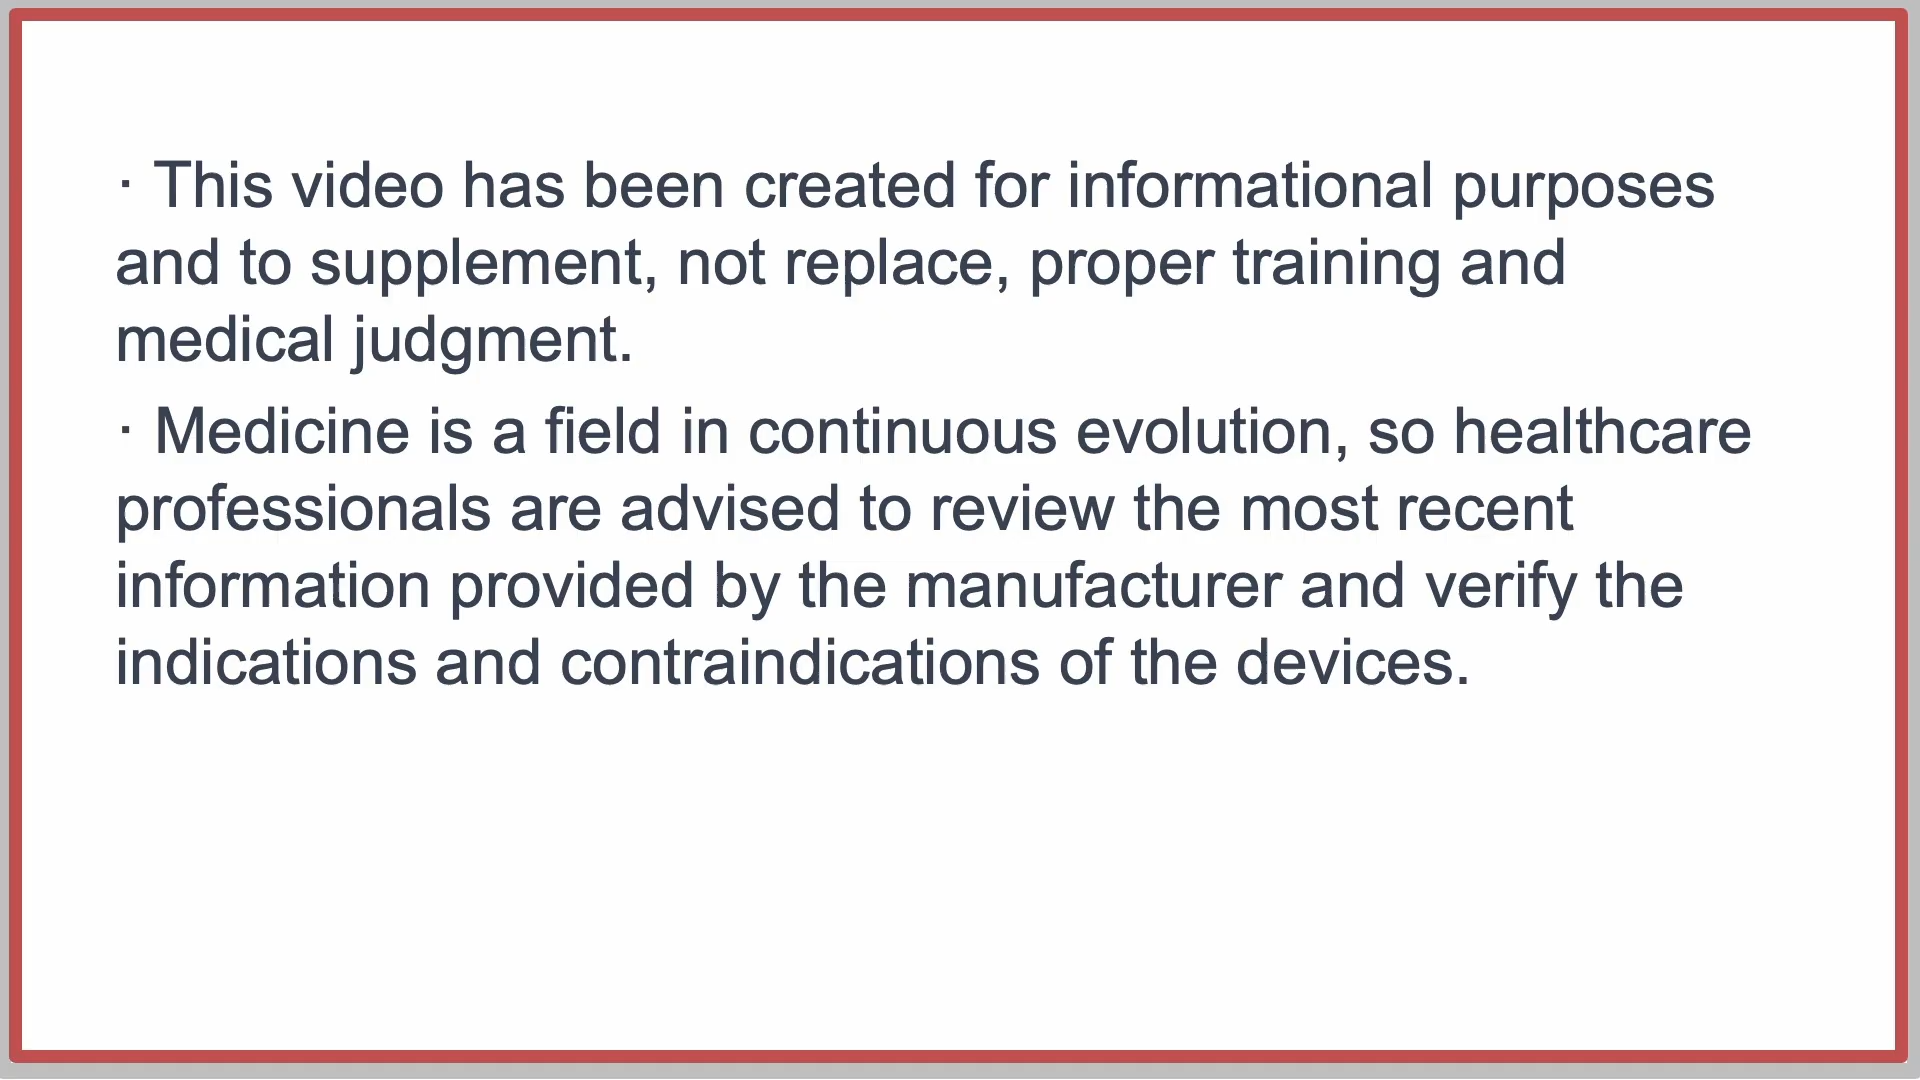 · This video has been created for informational purposes
and to supplement, not replace, proper training and
medical judgment.
· Medicine is a field in continuous evolution, so healthcare
professionals are advised to review the most recent
information provided by the manufacturer and verify the
indications and contraindications of the devices.